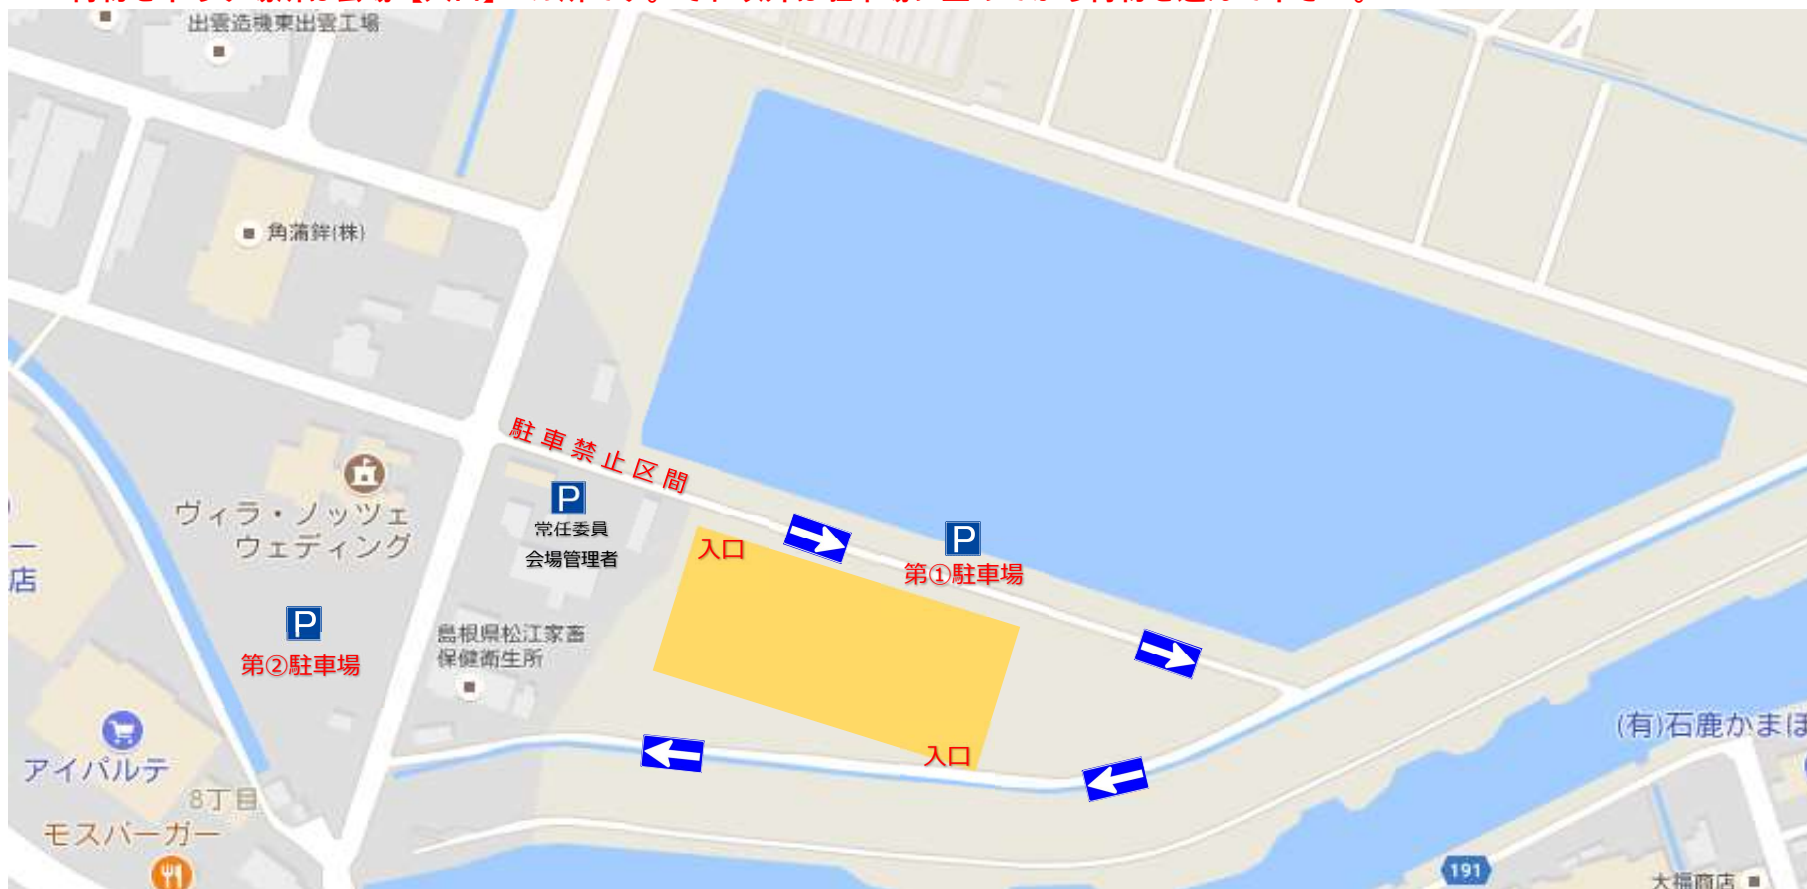 出雲造機東出雲工場
角蒲鉾(株)
駐車禁止区間
ヴィラ・ノッツェ
ウェディング
P
常任委員
会場管理者
入口
P
第①駐車場
ー
店
P
第②駐車場
島根県松江家畜
保健衛生所
入口
(有)石鹿かまぼ
アイパルテ
8丁目
モスバーガー
191
大福商店